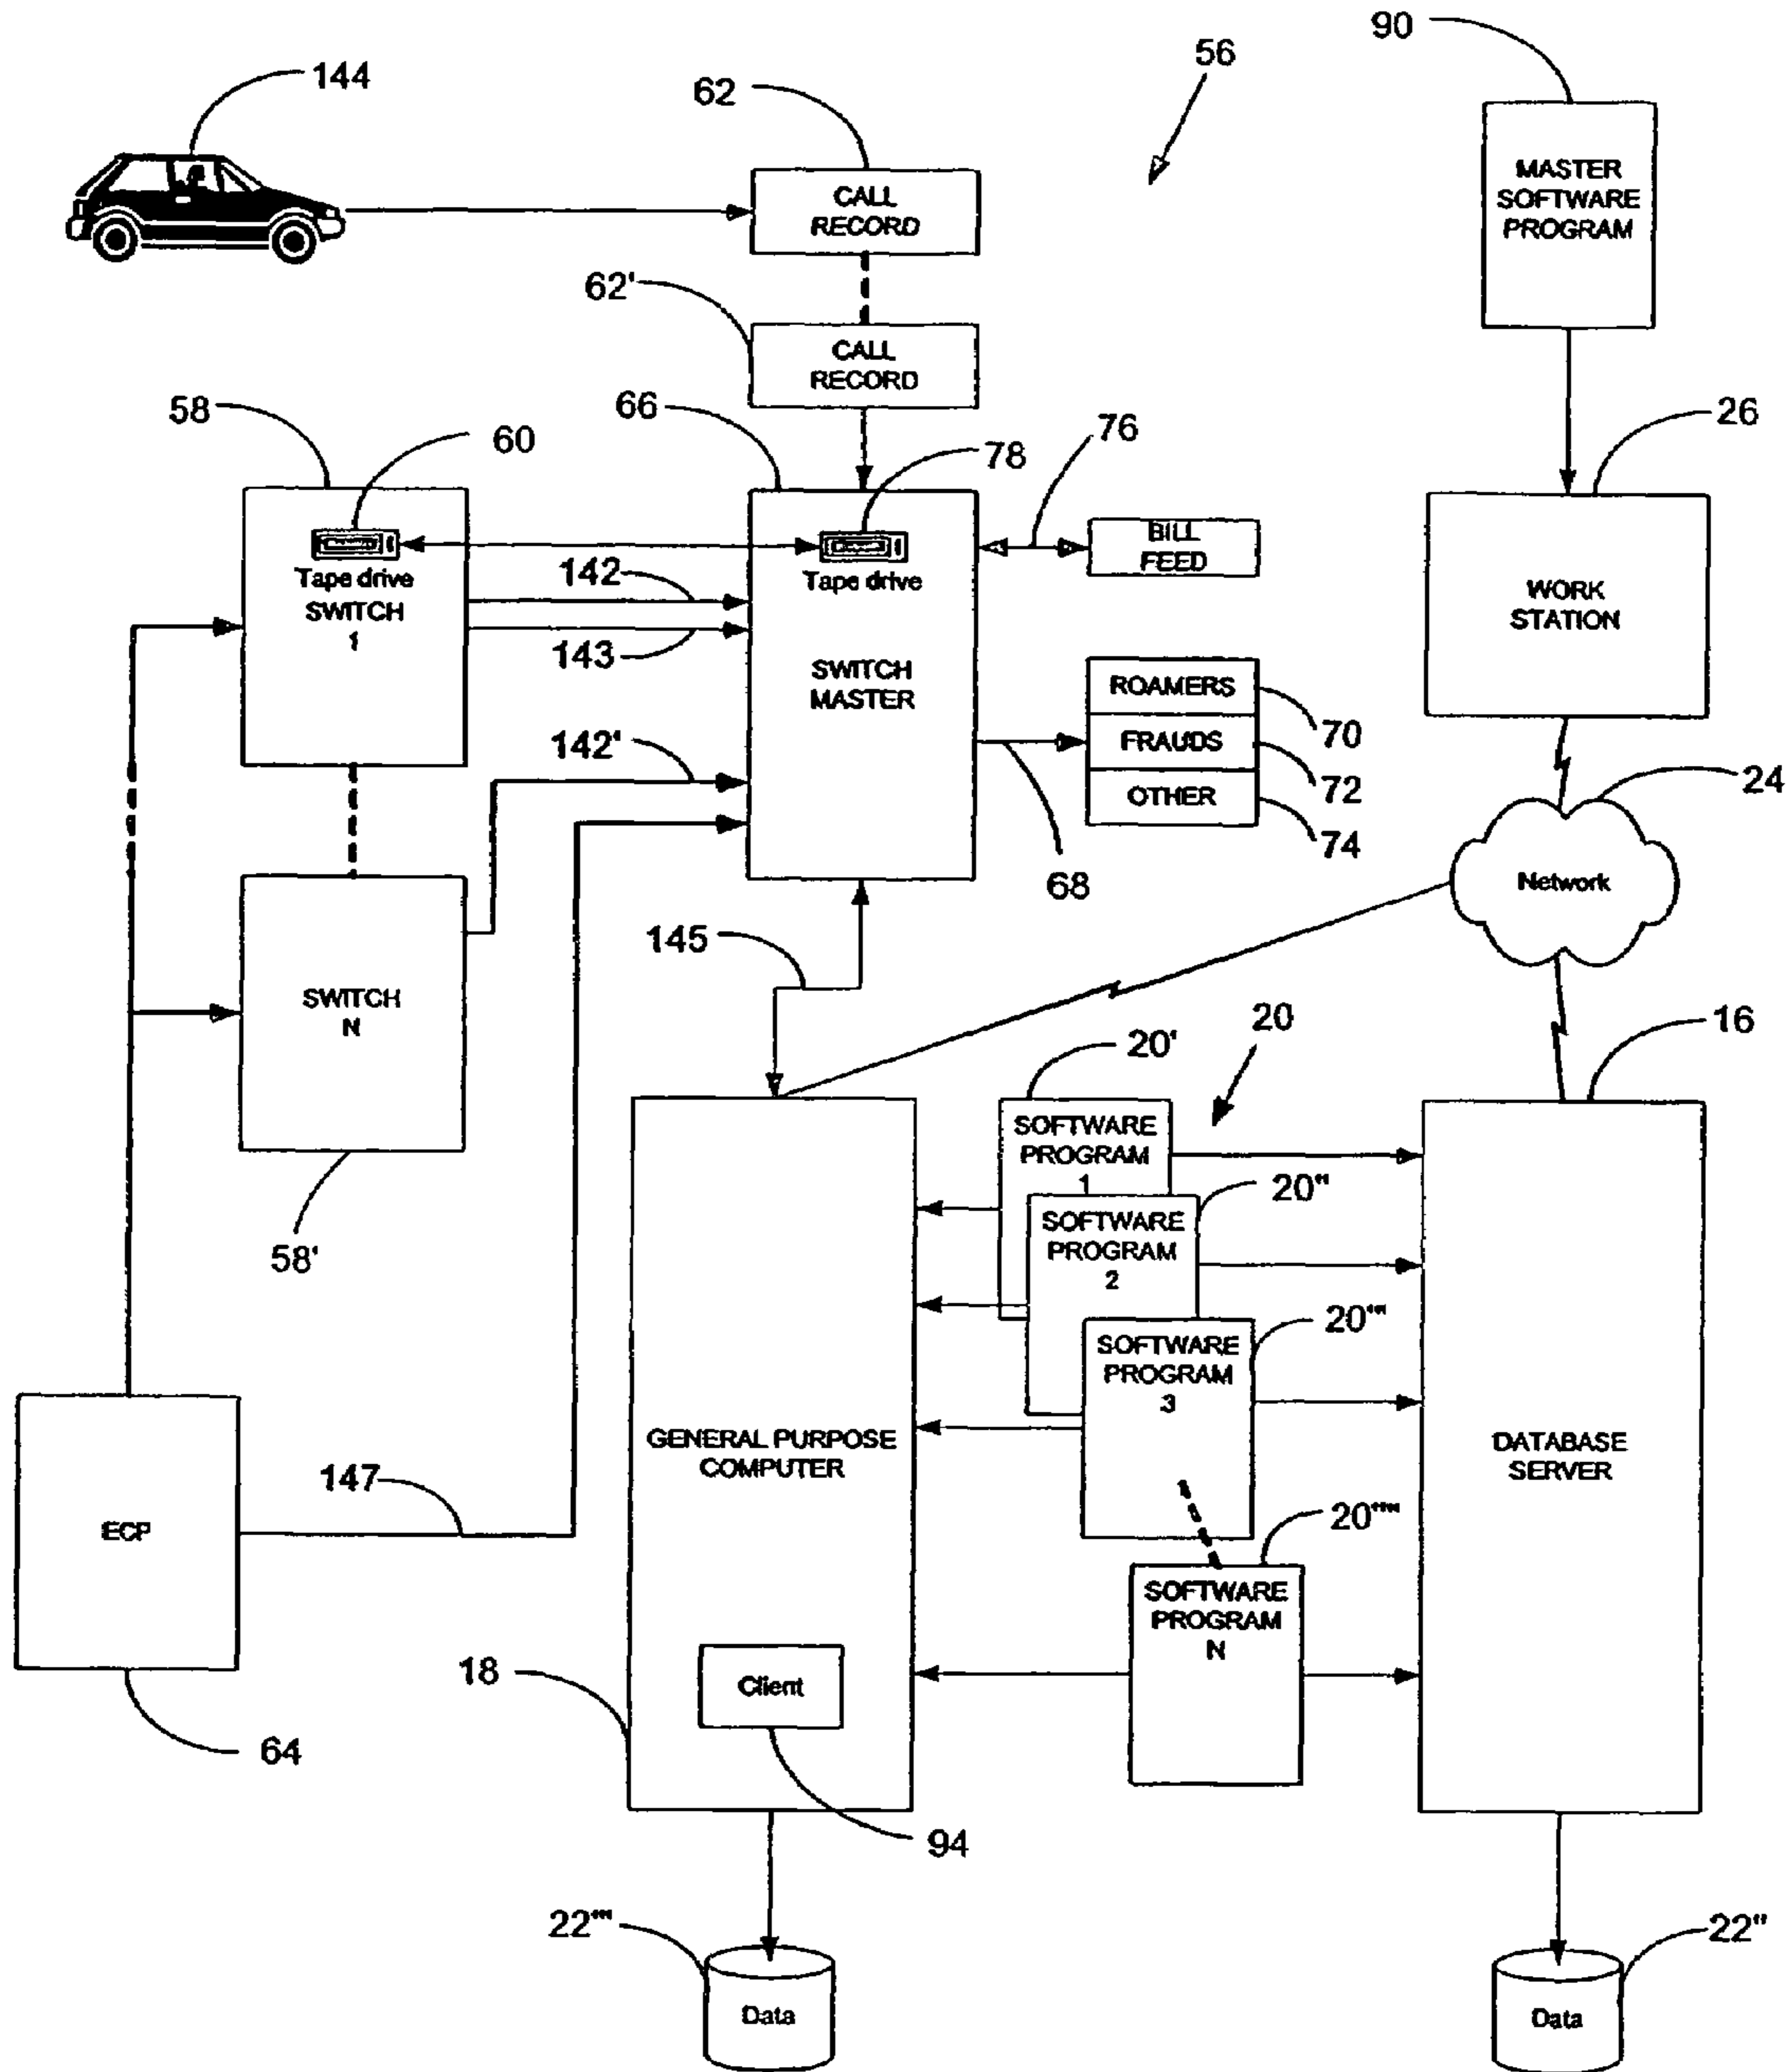 90
56
144
62
CALL
RECORD
MASTER
SOFTWARE
PROGRAM
62'
CALL
RECORD
58
60
66
78
76
26
Tape drive
SWITCH
1
142
143
Tape drive
SWITCH
MASTER
BILL
FEED
WORK
STATION
ROAMERS
70
FRAUDS
72
OTHER
74
142'
68
24
Network
145
SWITCH
N
58'
20'
20
16
SOFTWARE
PROGRAM
1
20"
SOFTWARE
PROGRAM
2
20"'
SOFTWARE
PROGRAM
3
GENERAL PURPOSE
COMPUTER
DATABASE
SERVER
147
ECP
20""
SOFTWARE
PROGRAM
N
18
Client
64
94
22"'
Data
22"
Data